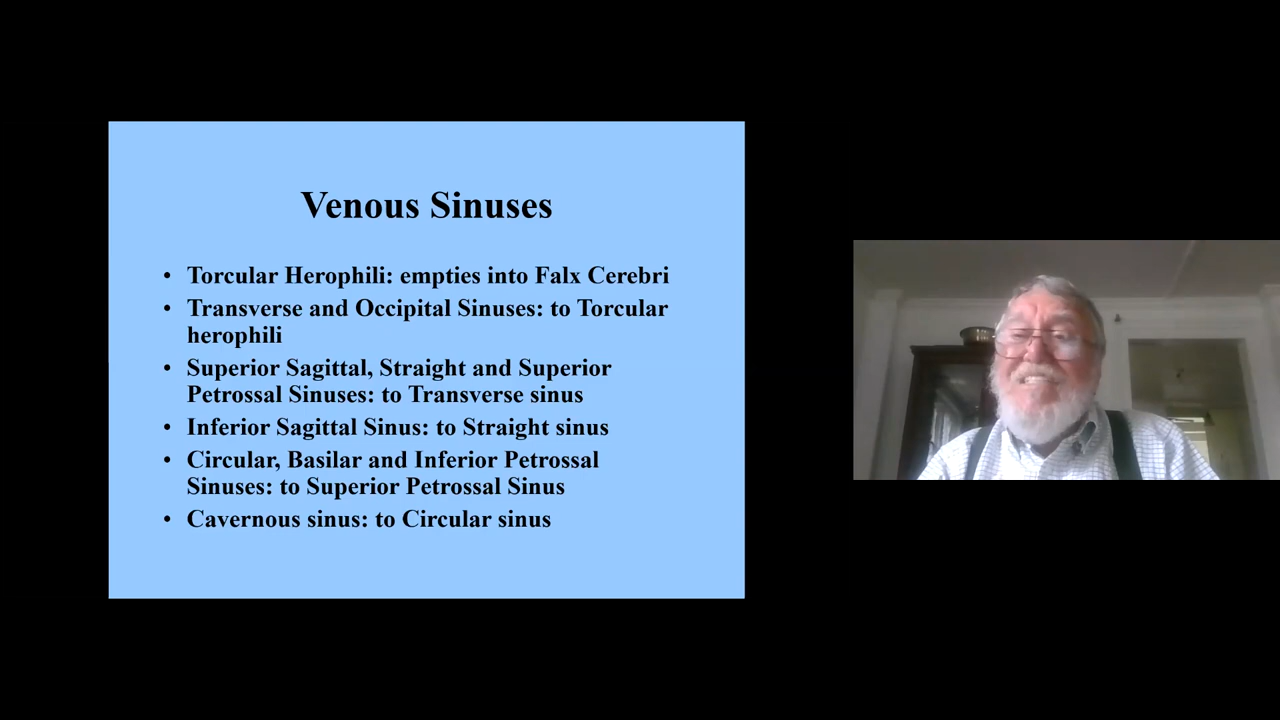 Venous Sinuses
• Torcular Herophili: empties into Falx Cerebri
• Transverse and Occipital Sinuses: to Torcular
herophili
• Superior Sagittal, Straight and Superior
Petrossal Sinuses: to Transverse sinus
• Inferior Sagittal Sinus: to Straight sinus
• Circular, Basilar and Inferior Petrossal
Sinuses: to Superior Petrossal Sinus
• Cavernous sinus: to Circular sinus